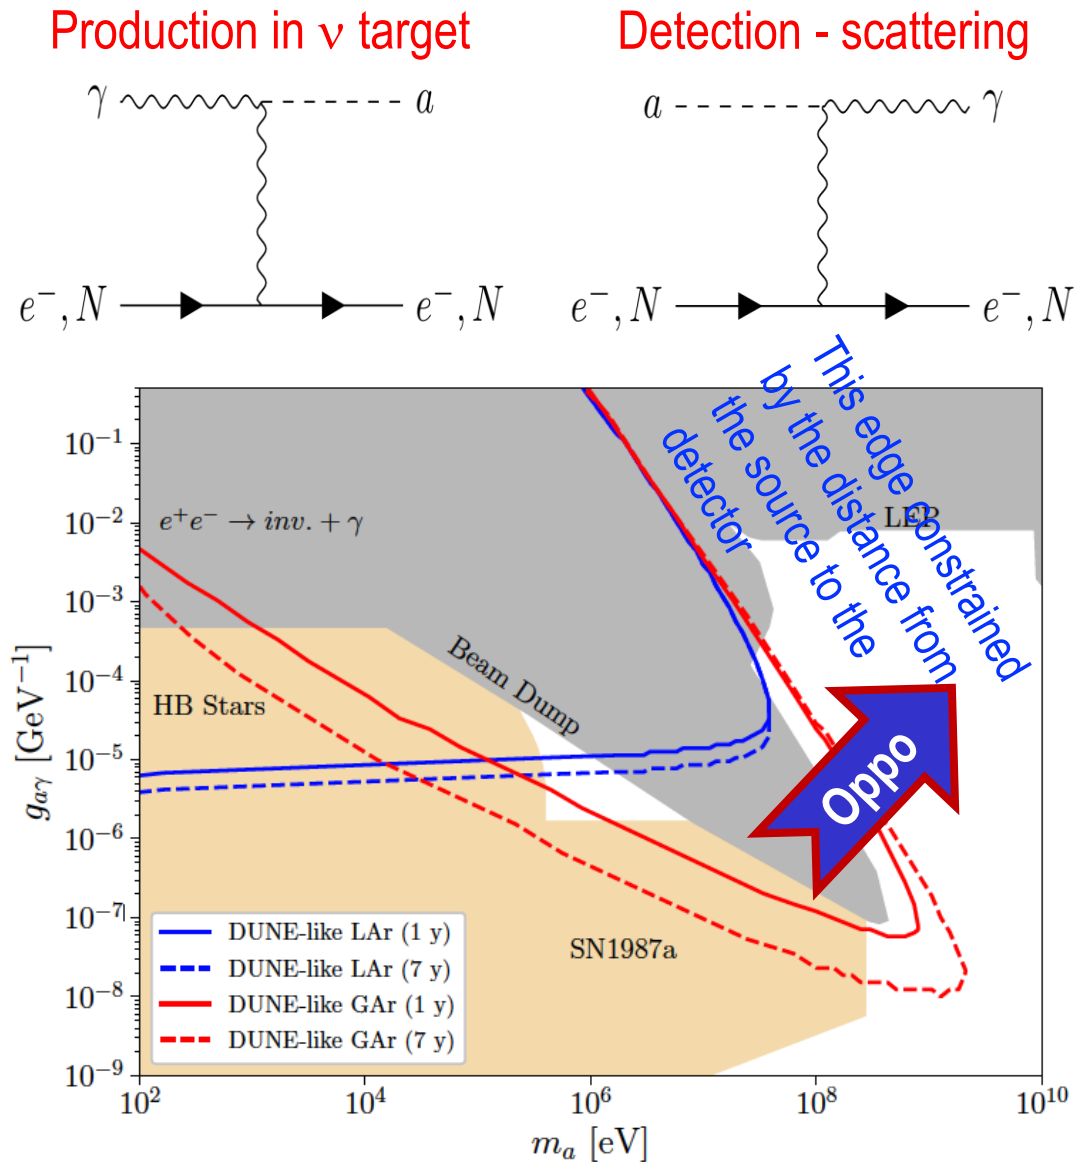 Production in ν target
Detection - scattering
γ
a
e⁻, N
e⁻, N
a
γ
e⁻, N
e⁻, N
This edge constrained
by the distance from
the source to the
detector
Oppo
10⁻¹
10⁻²
10⁻³
10⁻⁴
10⁻⁵
10⁻⁶
10⁻⁷
10⁻⁸
10⁻⁹
g_{aγ} [GeV⁻¹]
e⁺e⁻ → inv. + γ
LEP
Beam Dump
HB Stars
SN1987a
DUNE-like LAr (1 y)
DUNE-like LAr (7 y)
DUNE-like GAr (1 y)
DUNE-like GAr (7 y)
10²
10⁴
10⁶
10⁸
10¹⁰
m_a [eV]